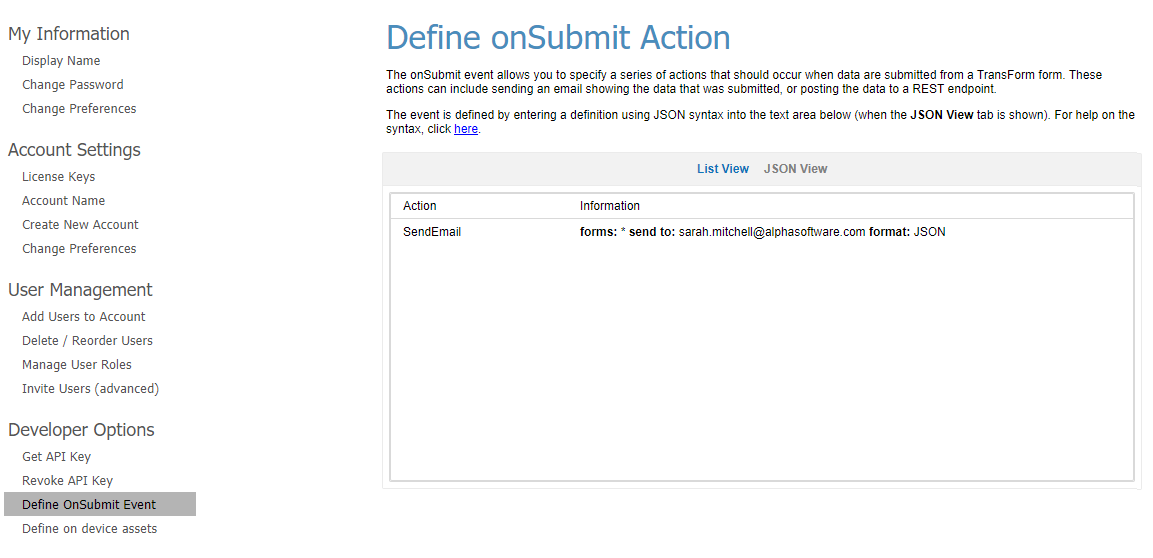 My Information
Display Name
Change Password
Change Preferences
Account Settings
License Keys
Account Name
Create New Account
Change Preferences
User Management
Add Users to Account
Delete / Reorder Users
Manage User Roles
Invite Users (advanced)
Developer Options
Get API Key
Revoke API Key
Define OnSubmit Event
Define on device assets
Define onSubmit Action
The onSubmit event allows you to specify a series of actions that should occur when data are submitted from a TransForm form. These
actions can include sending an email showing the data that was submitted, or posting the data to a REST endpoint.
The event is defined by entering a definition using JSON syntax into the text area below (when the JSON View tab is shown). For help on the
syntax, click here.
List View JSON View
Action Information
SendEmail forms: * send to: sarah.mitchell@alphasoftware.com format: JSON